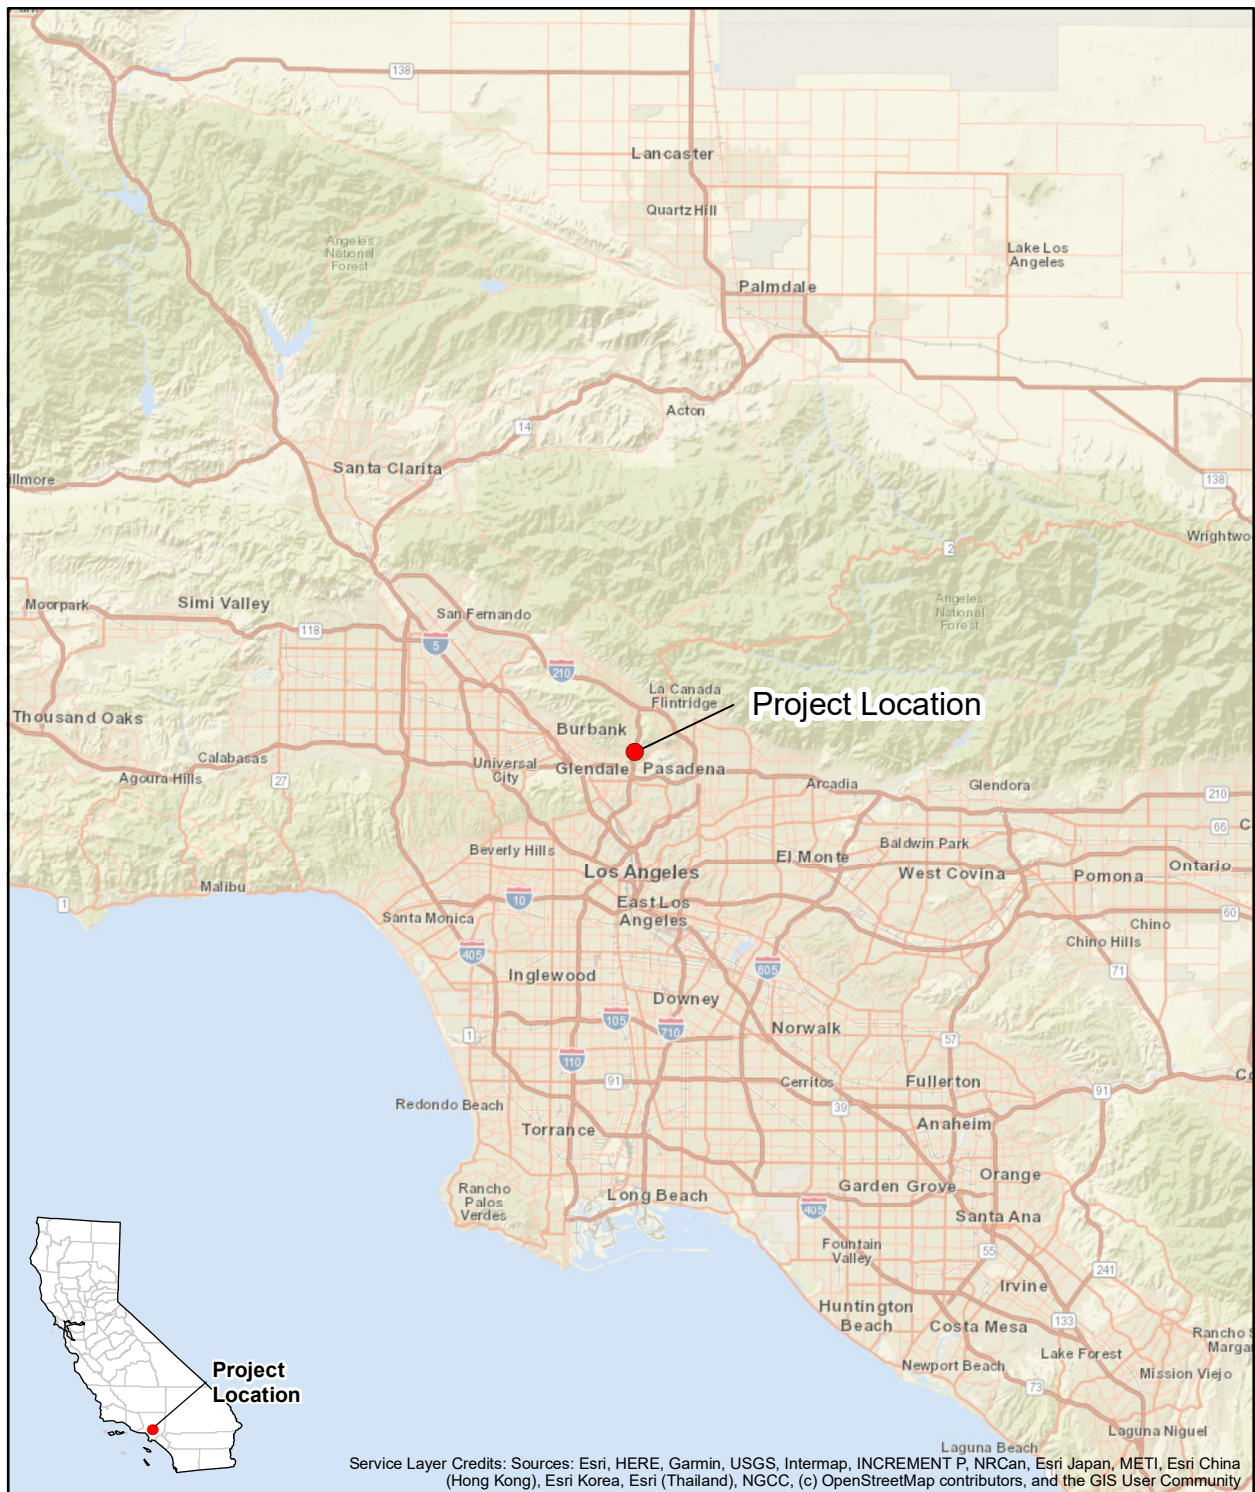 138
Lancaster
Quartz Hill
Angeles
National
Forest
Lake Los
Angeles
Palmdale
Acton
14
Santa Clarita
illmore
138
Wrightwo
2
Angeles
National
Forest
Moorpark
Simi Valley
San Fernando
118
5
210
La Canada
Flintridge
Project Location
Thousand Oaks
Burbank
Calabasas
Universal
City
Glendale
Pasadena
Agoura Hills
27
Arcadia
Glendora
210
66
C
Beverly Hills
El Monte
Baldwin Park
Los Angeles
West Covina
Pomona
Ontario
Malibu
1
10
East Los
Angeles
Santa Monica
60
Chino
Chino Hills
405
605
71
Inglewood
Downey
105
710
Norwalk
1
57
110
91
Cerritos
Fullerton
91
Co
Redondo Beach
39
Torrance
Anaheim
Orange
Rancho
Palos
Verdes
Long Beach
Garden Grove
405
Santa Ana
Fountain
Valley
55
241
Irvine
Huntington
Beach
Costa Mesa
133
Rancho S
Margar
Lake Forest
Newport Beach
Mission Viejo
73
Laguna Niguel
Laguna Beach
Project
Location
Service Layer Credits: Sources: Esri, HERE, Garmin, USGS, Intermap, INCREMENT P, NRCan, Esri Japan, METI, Esri China
(Hong Kong), Esri Korea, Esri (Thailand), NGCC, (c) OpenStreetMap contributors, and the GIS User Community